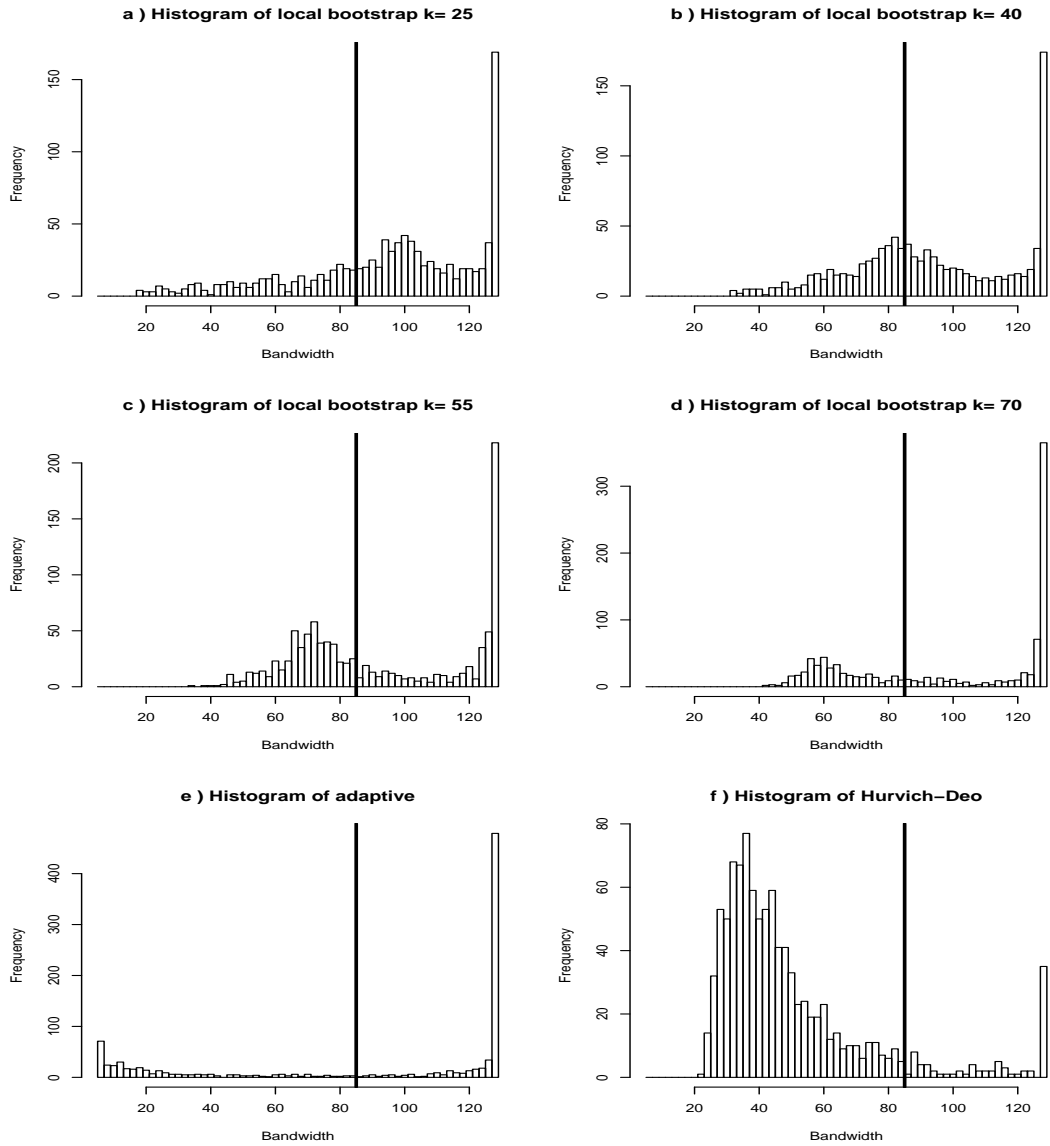 a ) Histogram of local bootstrap k= 25
Frequency
0 50 100 150
20 40 60 80 100 120
Bandwidth
b ) Histogram of local bootstrap k= 40
Frequency
0 50 100 150
20 40 60 80 100 120
Bandwidth
c ) Histogram of local bootstrap k= 55
Frequency
0 50 100 150 200
20 40 60 80 100 120
Bandwidth
d ) Histogram of local bootstrap k= 70
Frequency
0 100 200 300
20 40 60 80 100 120
Bandwidth
e ) Histogram of adaptive
Frequency
0 100 200 300 400
20 40 60 80 100 120
Bandwidth
f ) Histogram of Hurvich−Deo
Frequency
0 20 40 60 80
20 40 60 80 100 120
Bandwidth